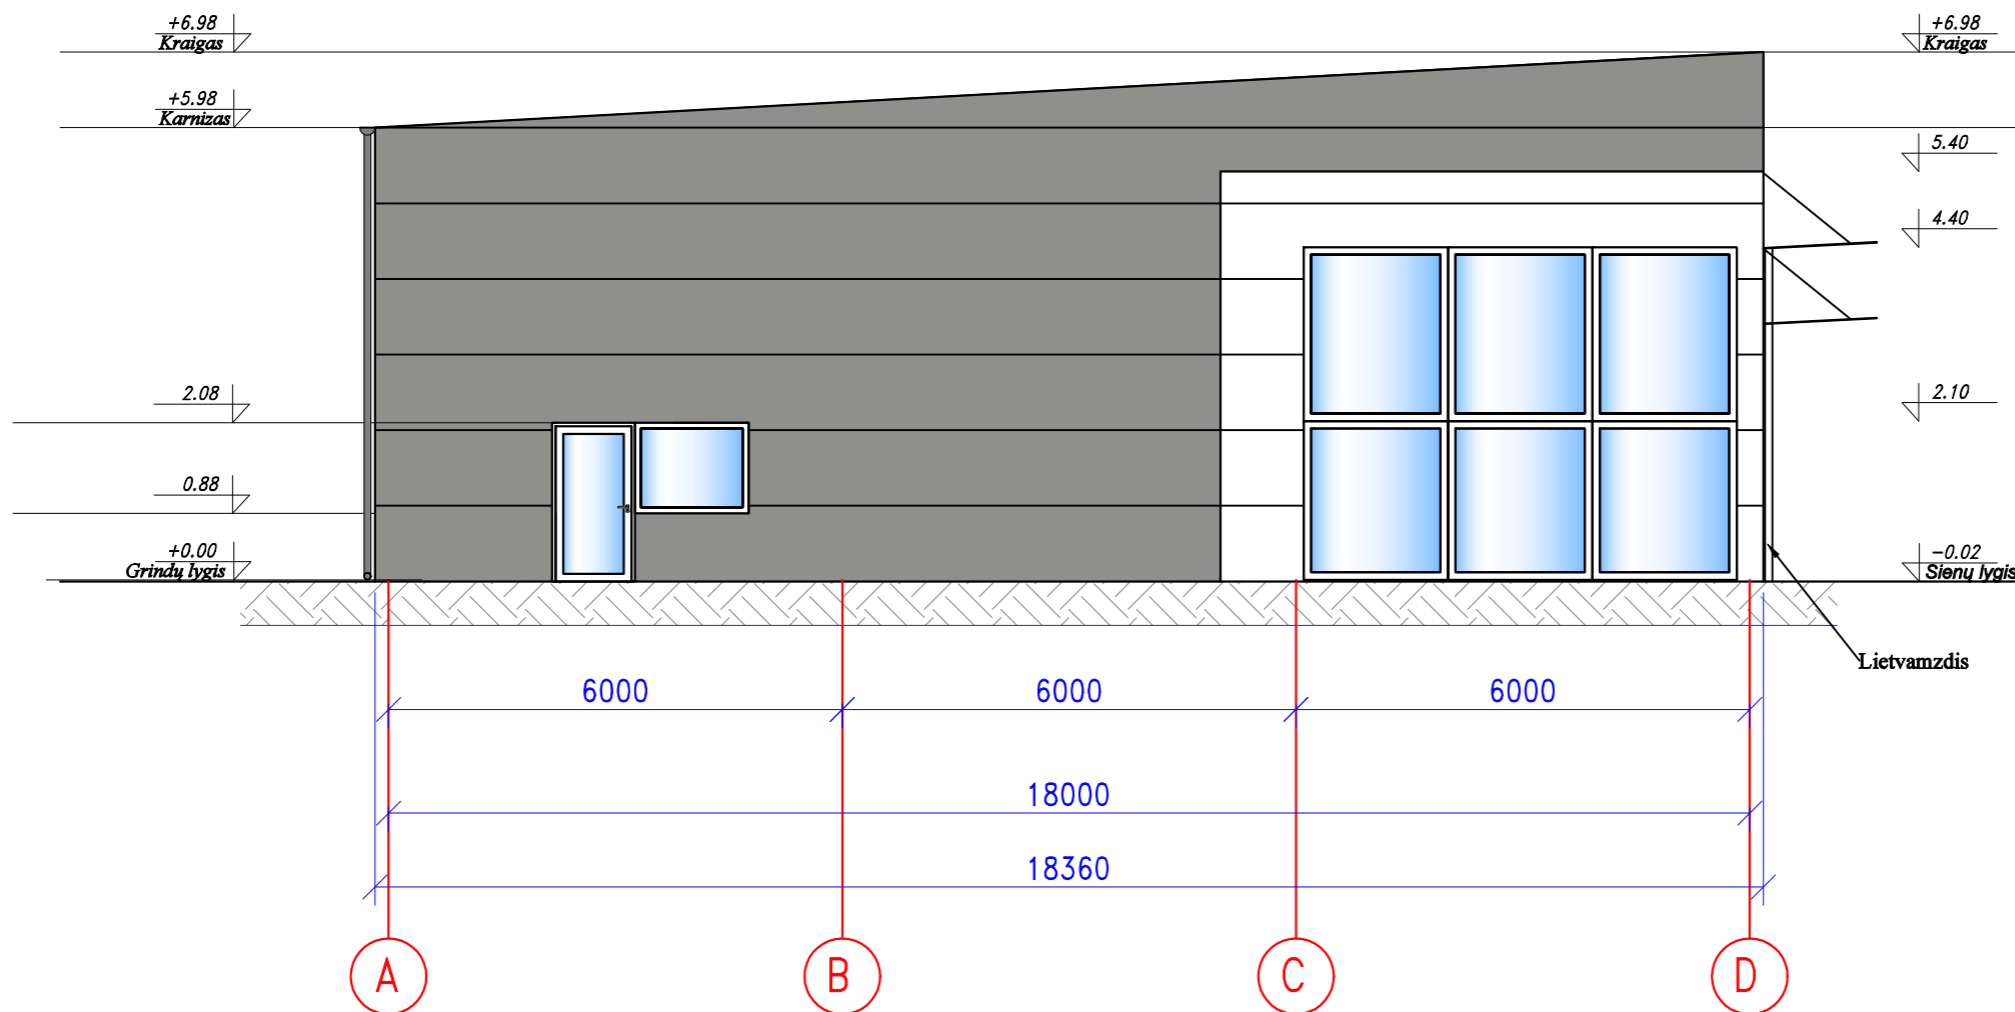 +6.98
Kraigas
+6.98
Kraigas
+5.98
Karnizas
5.40
4.40
2.08
2.10
0.88
+0.00
Grindų lygis
-0.02
Sienų lygis
Lietvamzdis
6000
6000
6000
18000
18360
A
B
C
D